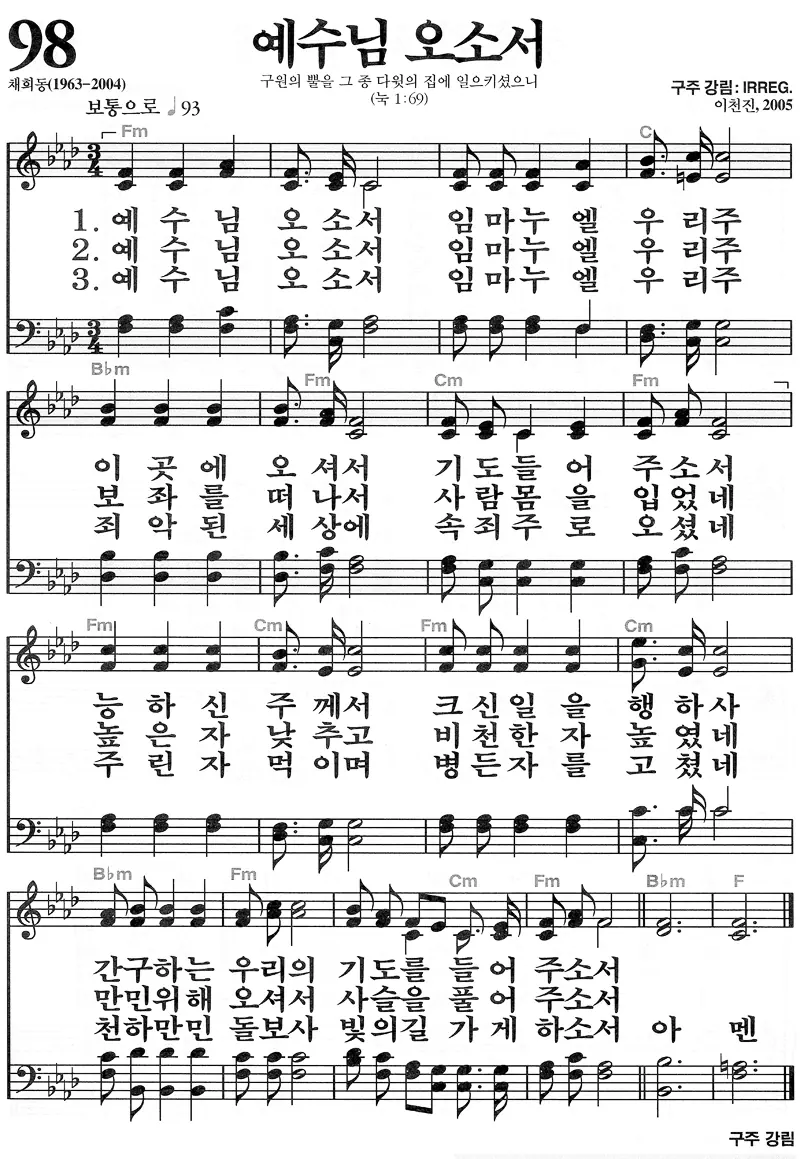 98
예수님 오소서
채희동(1963-2004)
구원의 뿔을 그 종 다윗의 집에 일으키셨으니
(눅 1:69)
구주 강림: IRREG.
이천진, 2005
보통으로 ♩93
Fm C
3/4
1. 예수님 오소서 임마누엘 우리주
2. 예수님 오소서 임마누엘 우리주
3. 예수님 오소서 임마누엘 우리주
3/4
B♭m Fm Cm Fm
이곳에 오셔서 기도들어 주소서
보좌를 떠나서 사람몸을 입었네
죄악된 세상에 속죄주로 오셨네
Fm Cm Fm Cm
능하신 주께서 크신일을 행하사
높은자 낮추고 비천한자 높였네
주린자 먹이며 병든자를 고쳤네
B♭m Fm Cm Fm B♭m F
간구하는 우리의 기도를 들어 주소서
만민위해 오셔서 사슬을 풀어 주소서
천하만민 돌보사 빛의길 가게 하소서 아멘
구주 강림